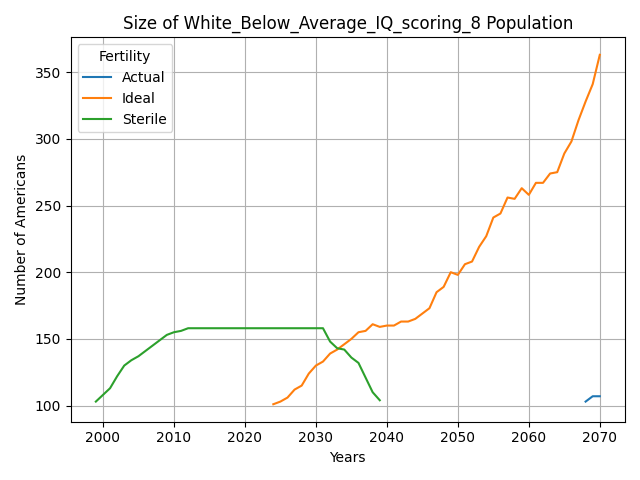 Size of White_Below_Average_IQ_scoring_8 Population
Fertility
Actual
Ideal
Sterile
Number of Americans
350
300
250
200
150
100
2000 2010 2020 2030 2040 2050 2060 2070
Years